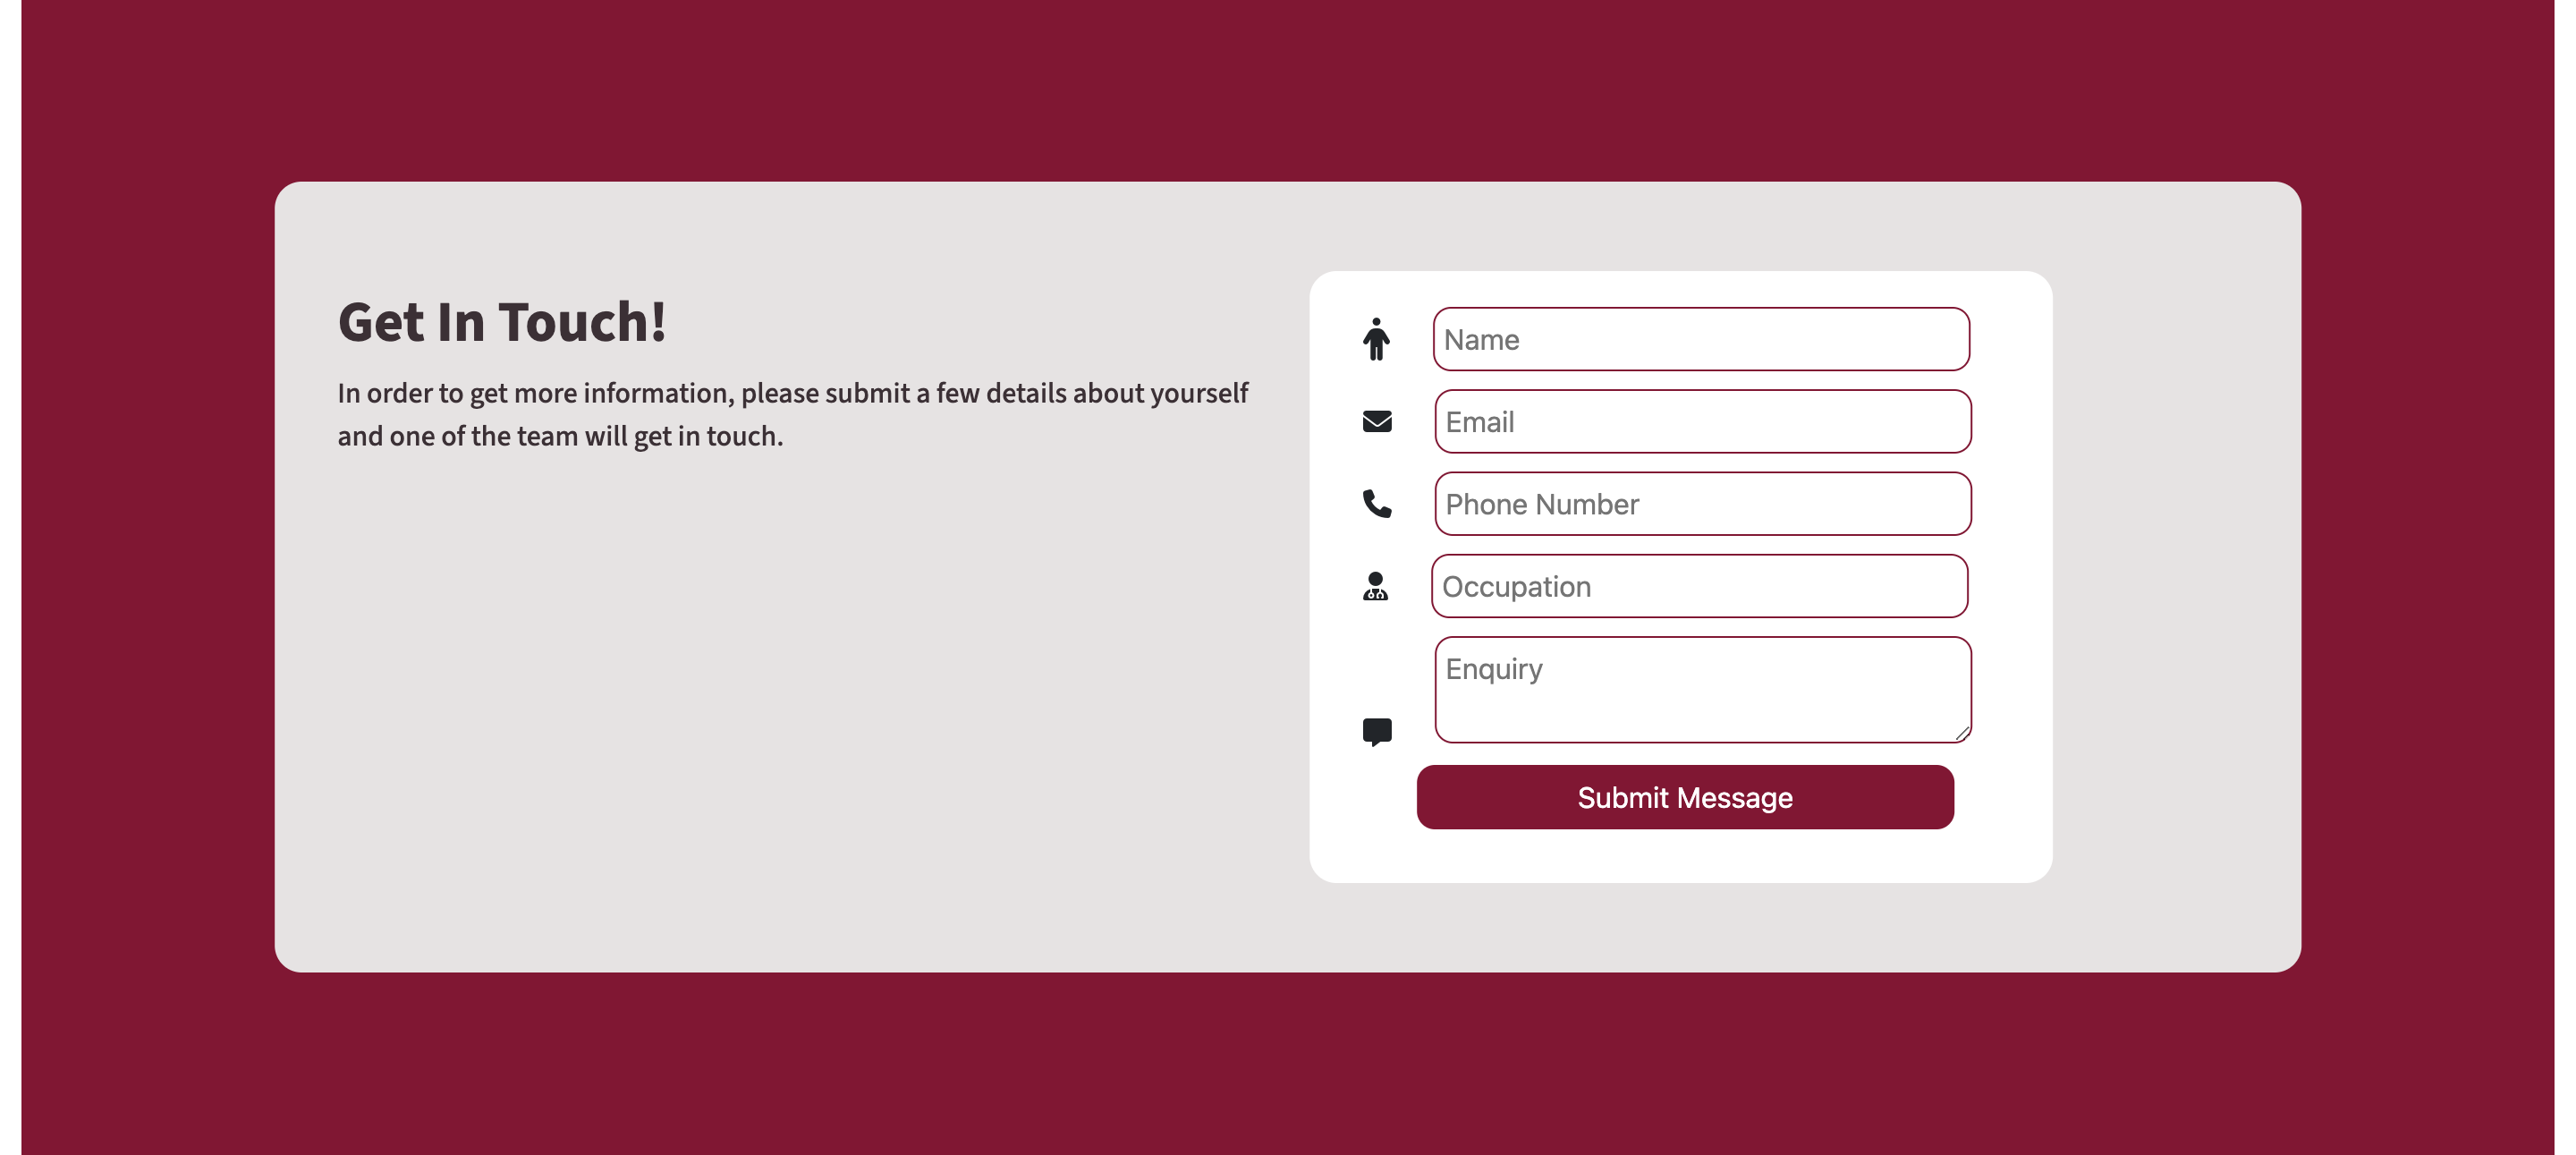 Get In Touch!
In order to get more information, please submit a few details about yourself
and one of the team will get in touch.
Name
Email
Phone Number
Occupation
Enquiry
Submit Message